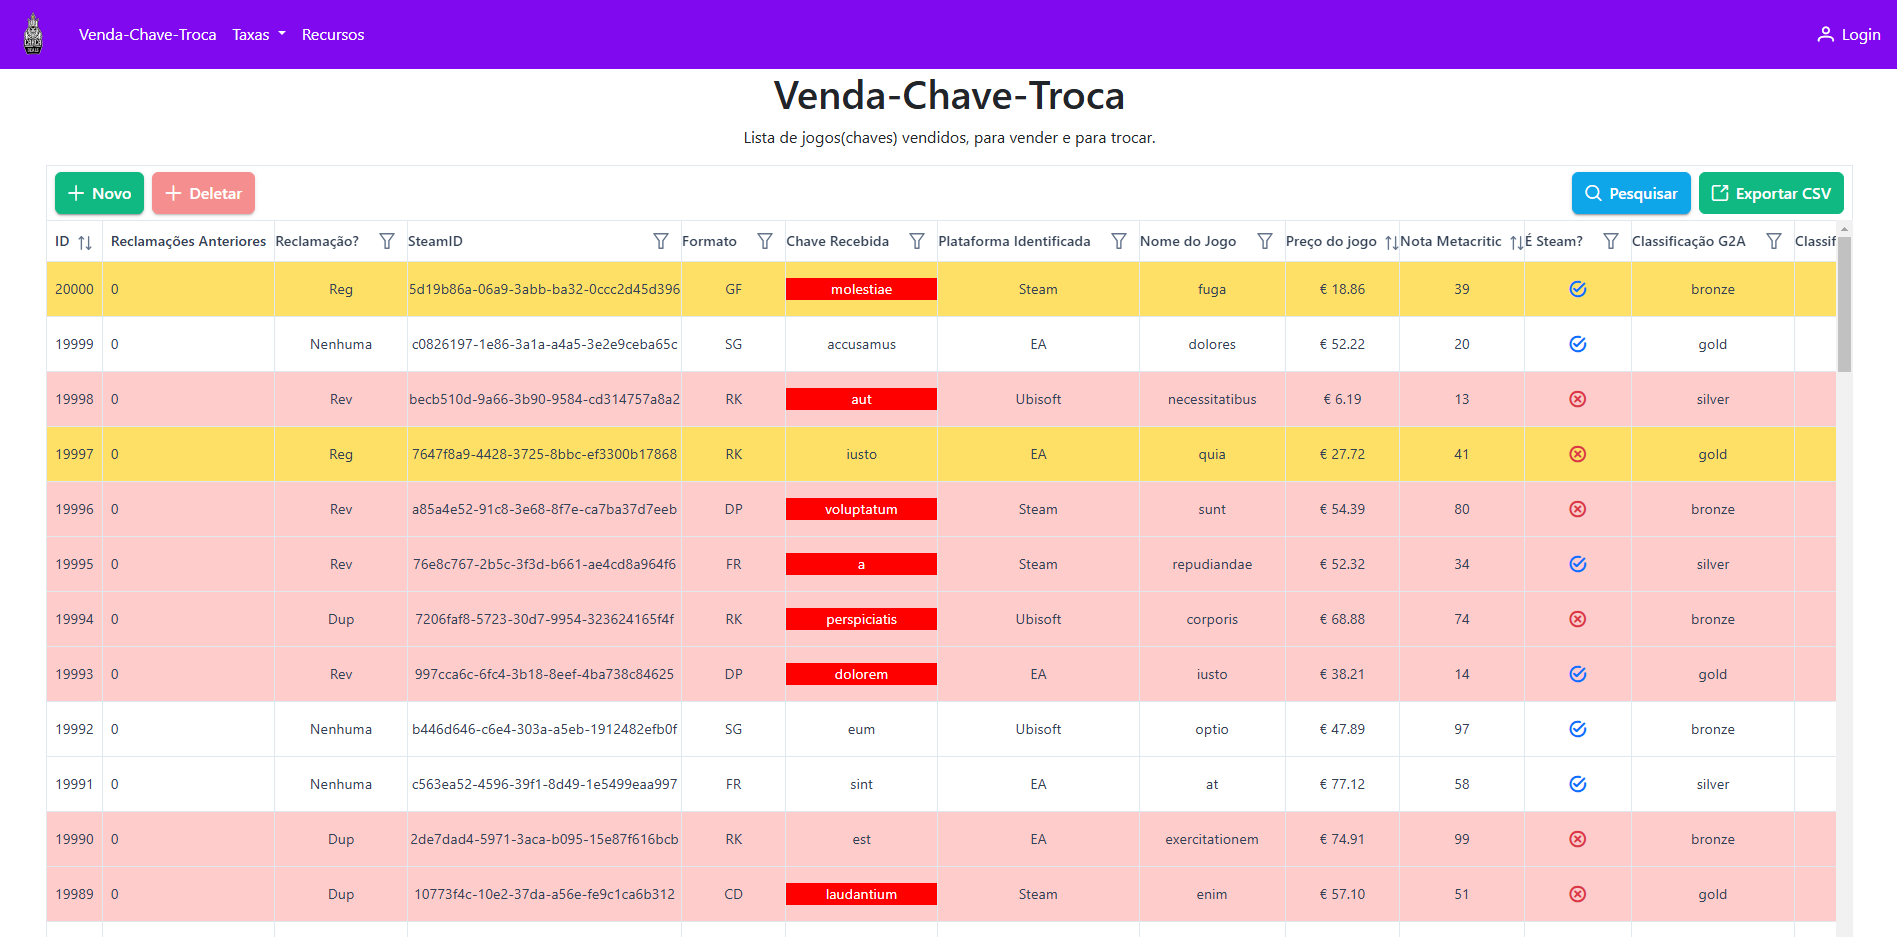 Venda-Chave-Troca Taxas Recursos Login
Venda-Chave-Troca
Lista de jogos(chaves) vendidos, para vender e para trocar.
Novo Deletar Pesquisar Exportar CSV
ID Reclamações Anteriores Reclamação? SteamID Formato Chave Recebida Plataforma Identificada Nome do Jogo Preço do jogo Nota Metacritic É Steam? Classificação G2A Classif
20000 0 Reg 5d19b86a-06a9-3abb-ba32-0ccc2d45d396 GF molestiae Steam fuga € 18.86 39 bronze
19999 0 Nenhuma c0826197-1e86-3a1a-a4a5-3e2e9ceba65c SG accusamus EA dolores € 52.22 20 gold
19998 0 Rev becb510d-9a66-3b90-9584-cd314757a8a2 RK aut Ubisoft necessitatibus € 6.19 13 silver
19997 0 Reg 7647f8a9-4428-3725-8bbc-ef3300b17868 RK iusto EA quia € 27.72 41 gold
19996 0 Rev a85a4e52-91c8-3e68-8f7e-ca7ba37d7eeb DP voluptatum Steam sunt € 54.39 80 bronze
19995 0 Rev 76e8c767-2b5c-3f3d-b661-ae4cd8a964f6 FR a Steam repudiandae € 52.32 34 silver
19994 0 Dup 7206faf8-5723-30d7-9954-323624165f4f RK perspiciatis Ubisoft corporis € 68.88 74 bronze
19993 0 Rev 997cca6c-6fc4-3b18-8eef-4ba738c84625 DP dolorem EA iusto € 38.21 14 gold
19992 0 Nenhuma b446d646-c6e4-303a-a5eb-1912482efb0f SG eum Ubisoft optio € 47.89 97 bronze
19991 0 Nenhuma c563ea52-4596-39f1-8d49-1e5499eaa997 FR sint EA at € 77.12 58 silver
19990 0 Dup 2de7dad4-5971-3aca-b095-15e87f616bcb RK est EA exercitationem € 74.91 99 bronze
19989 0 Dup 10773f4c-10e2-37da-a56e-fe9c1ca6b312 CD laudantium Steam enim € 57.10 51 gold